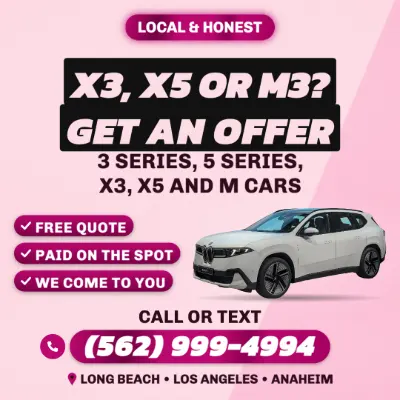 LOCAL & HONEST
X3, X5 OR M3?
GET AN OFFER
3 SERIES, 5 SERIES,
X3, X5 AND M CARS
FREE QUOTE
PAID ON THE SPOT
WE COME TO YOU
CALL OR TEXT
(562) 999-4994
LONG BEACH • LOS ANGELES • ANAHEIM